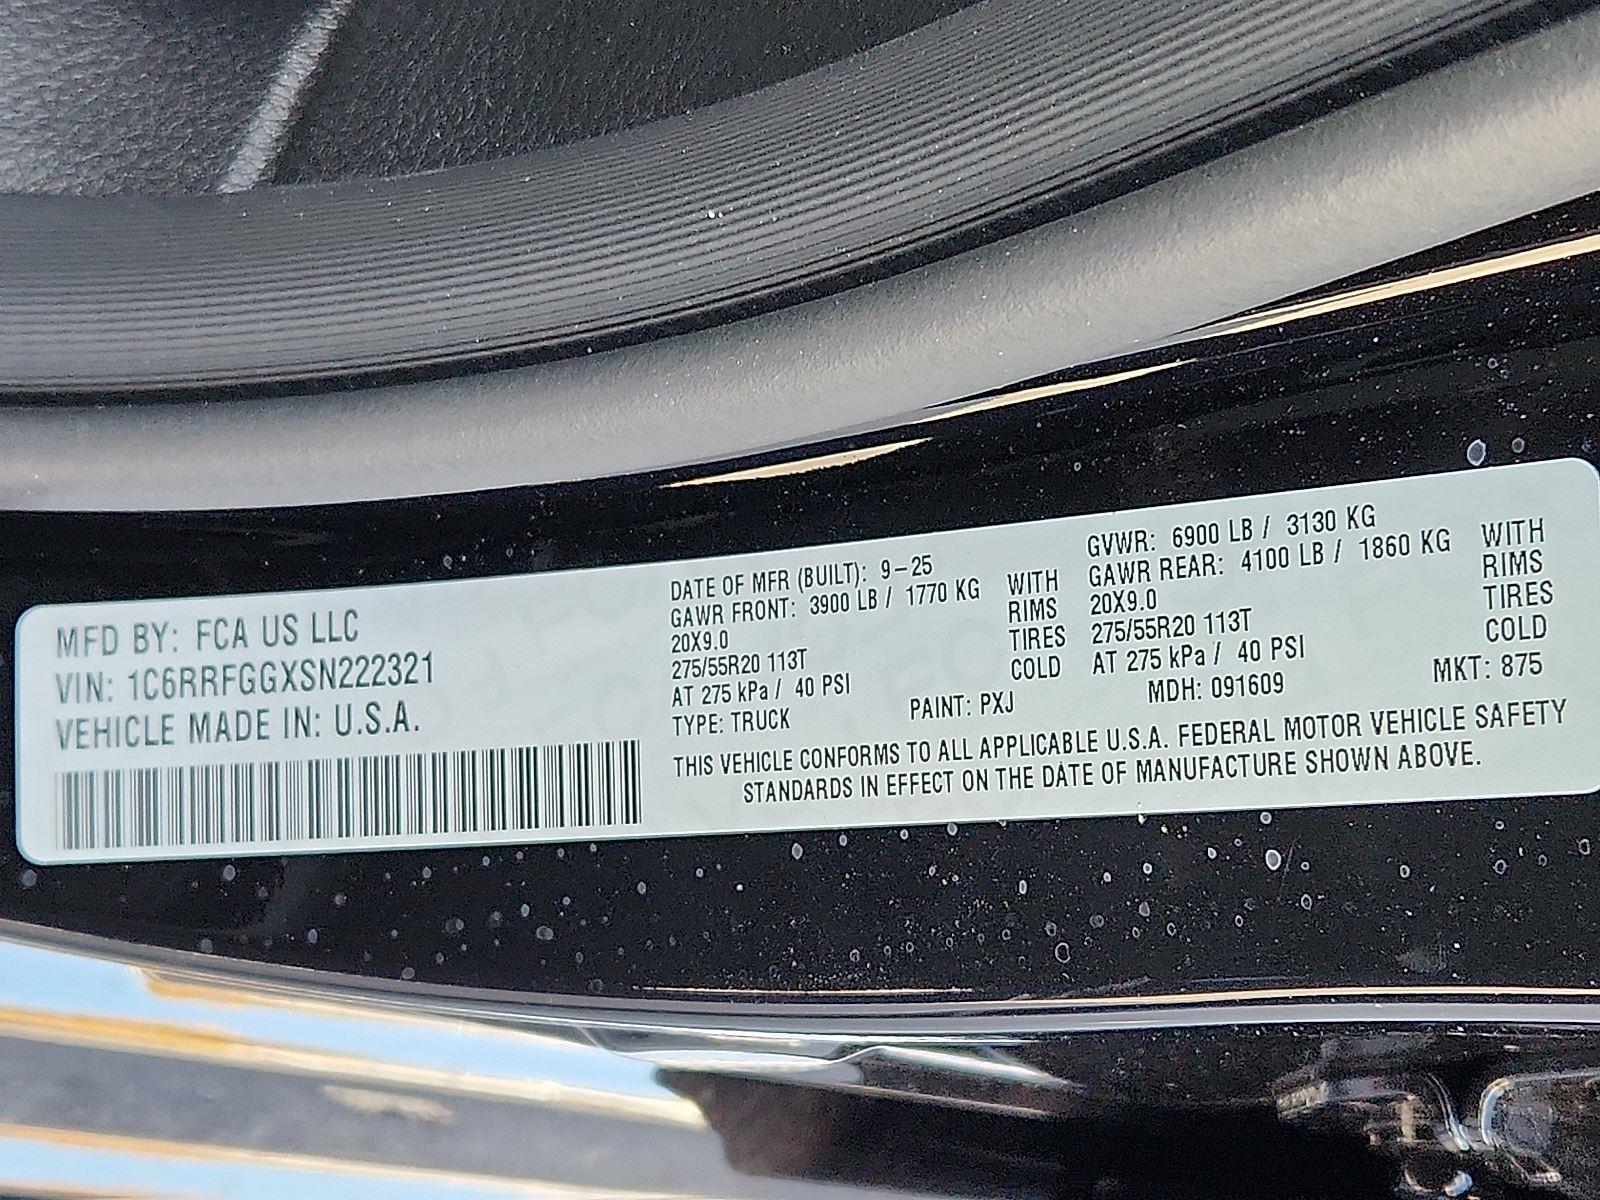 MFD BY: FCA US LLC
VIN: 1C6RRFGGXSN222321
VEHICLE MADE IN: U.S.A.
DATE OF MFR (BUILT): 9-25
GAWR FRONT: 3900 LB / 1770 KG WITH
20X9.0 RIMS
275/55R20 113T TIRES
AT 275 kPa / 40 PSI COLD
TYPE: TRUCK PAINT: PXJ
GVWR: 6900 LB / 3130 KG
GAWR REAR: 4100 LB / 1860 KG WITH
20X9.0 RIMS
275/55R20 113T TIRES
AT 275 kPa / 40 PSI COLD
MDH: 091609 MKT: 875
THIS VEHICLE CONFORMS TO ALL APPLICABLE U.S.A. FEDERAL MOTOR VEHICLE SAFETY
STANDARDS IN EFFECT ON THE DATE OF MANUFACTURE SHOWN ABOVE.